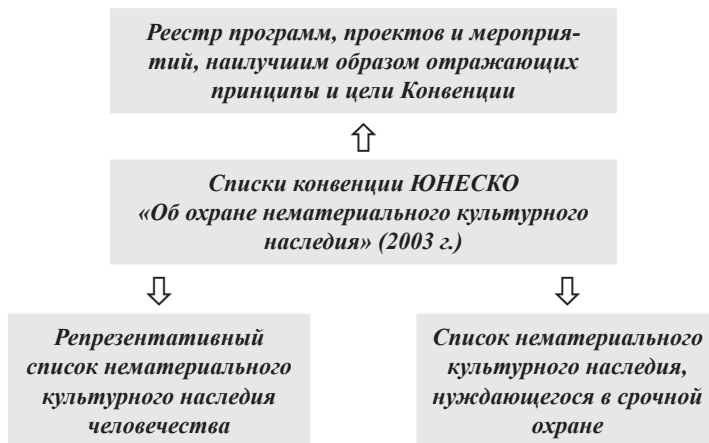 Реестр программ, проектов и мероприя-
тий, наилучшим образом отражающих
принципы и цели Конвенции
Списки конвенции ЮНЕСКО
«Об охране нематериального культурного
наследия» (2003 г.)
Репрезентативный
список нематериального
культурного наследия
человечества
Список нематериального
культурного наследия,
нуждающегося в срочной
охране